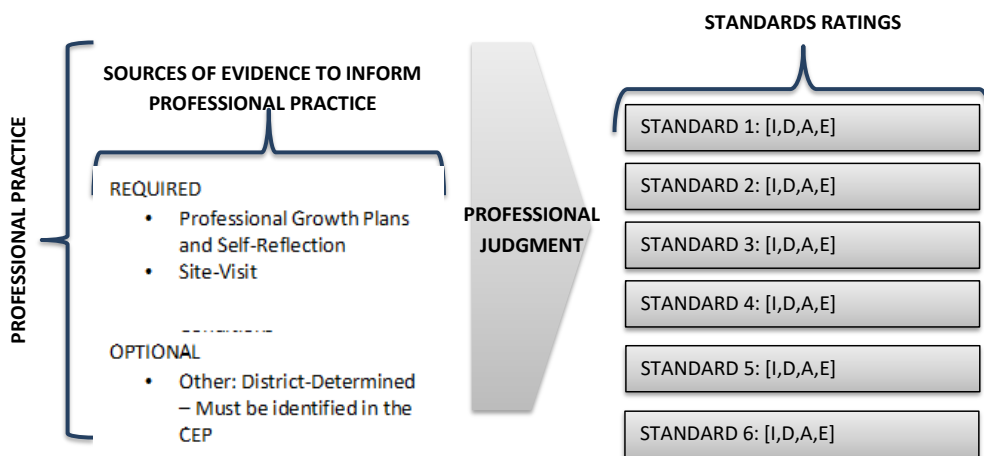 PROFESSIONAL PRACTICE
SOURCES OF EVIDENCE TO INFORM
PROFESSIONAL PRACTICE
REQUIRED
• Professional Growth Plans
and Self-Reflection
• Site-Visit
OPTIONAL
• Other: District-Determined
– Must be identified in the
CEP
PROFESSIONAL
JUDGMENT
STANDARDS RATINGS
STANDARD 1: [I,D,A,E]
STANDARD 2: [I,D,A,E]
STANDARD 3: [I,D,A,E]
STANDARD 4: [I,D,A,E]
STANDARD 5: [I,D,A,E]
STANDARD 6: [I,D,A,E]